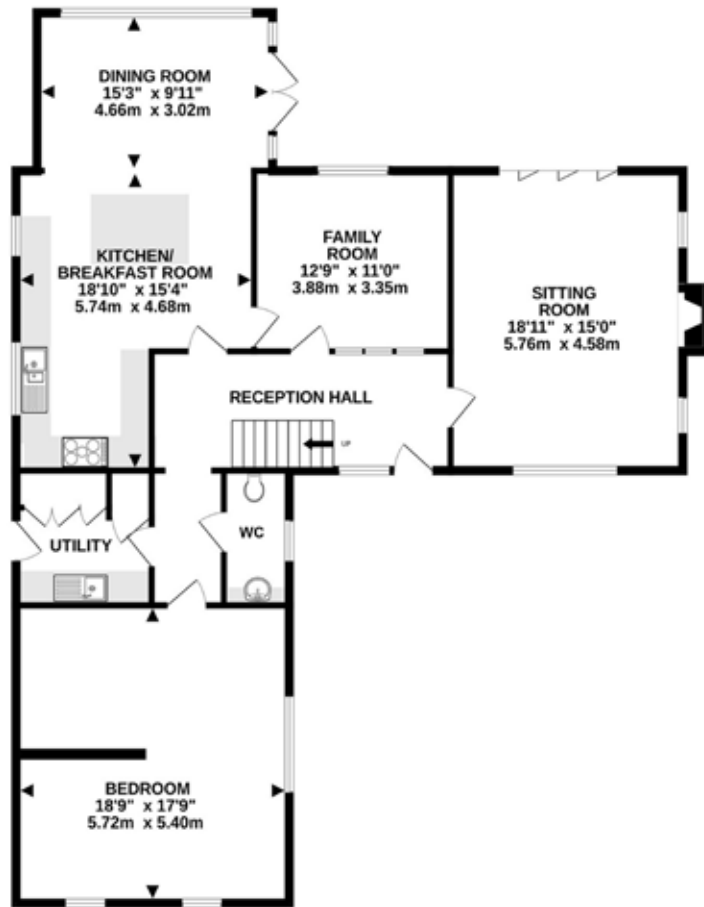 DINING ROOM
15'3" x 9'11"
4.66m x 3.02m
KITCHEN/
BREAKFAST ROOM
18'10" x 15'4"
5.74m x 4.68m
FAMILY
ROOM
12'9" x 11'0"
3.88m x 3.35m
SITTING
ROOM
18'11" x 15'0"
5.76m x 4.58m
RECEPTION HALL
UP
UTILITY
WC
BEDROOM
18'9" x 17'9"
5.72m x 5.40m